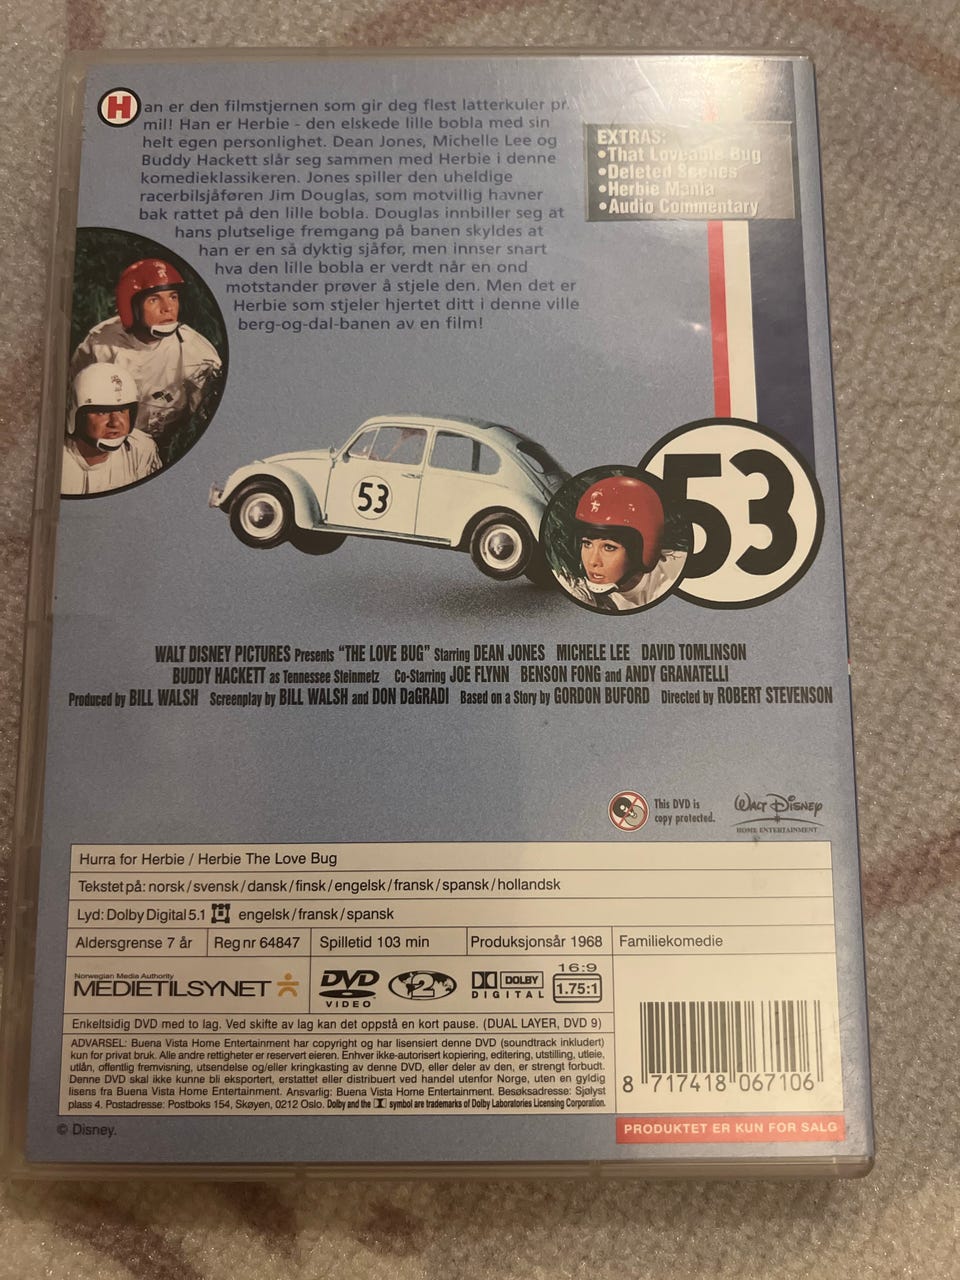 Han er den filmstjernen som gir deg flest latterkuler pr.
mil! Han er Herbie - den elskede lille bobla med sin
helt egen personlighet. Dean Jones, Michelle Lee og
Buddy Hackett slår seg sammen med Herbie i denne
komedieklassikeren. Jones spiller den uheldige
racerbilsjåføren Jim Douglas, som motvillig havner
bak rattet på den lille bobla. Douglas innbiller seg at
hans plutselige fremgang på banen skyldes at
han er en så dyktig sjåfør, men innser snart
hva den lille bobla er verdt når en ond
motstander prøver å stjele den. Men det er
Herbie som stjeler hjertet ditt i denne ville
berg-og-dal-banen av en film!
EXTRAS:
•That Loveable Bug
•Deleted Scenes
•Herbie Mania
•Audio Commentary
53
53
WALT DISNEY PICTURES Presents “THE LOVE BUG” Starring DEAN JONES MICHELE LEE DAVID TOMLINSON
BUDDY HACKETT as Tennessee Steinmetz Co-Starring JOE FLYNN BENSON FONG and ANDY GRANATELLI
Produced by BILL WALSH Screenplay by BILL WALSH and DON DaGRADI Based on a Story by GORDON BUFORD Directed by ROBERT STEVENSON
This DVD is
copy protected.
WALT DISNEY
HOME ENTERTAINMENT
Hurra for Herbie / Herbie The Love Bug
Tekstet på: norsk/svensk/dansk/finsk/engelsk/fransk/spansk/hollandsk
Lyd: Dolby Digital 5.1 engelsk/fransk/spansk
Aldersgrense 7 år Reg nr 64847 Spilletid 103 min Produksjonsår 1968 Familiekomedie
Norwegian Media Authority
MEDIETILSYNET
DVD
VIDEO
2
DOLBY
DIGITAL
16:9
1.75:1
Enkeltsidig DVD med to lag. Ved skifte av lag kan det oppstå en kort pause. (DUAL LAYER, DVD 9)
ADVARSEL: Buena Vista Home Entertainment har copyright og har lisensiert denne DVD (soundtrack inkludert)
kun for privat bruk. Alle andre rettigheter er reservert eieren. Enhver ikke-autorisert kopiering, editering, utstilling, utleie,
utlån, offentlig fremvisning, utsendelse og/eller kringkasting av denne DVD, eller deler av den, er strengt forbudt.
Denne DVD skal ikke kunne bli eksportert, erstattet eller distribuert ved handel utenfor Norge, uten en gyldig
lisens fra Buena Vista Home Entertainment. Ansvarlig: Buena Vista Home Entertainment. Besøksadresse: Sjølyst
plass 4. Postadresse: Postboks 154, Skøyen, 0212 Oslo. Dolby and the symbol are trademarks of Dolby Laboratories Licensing Corporation.
8 717418 067106
© Disney.
PRODUKTET ER KUN FOR SALG